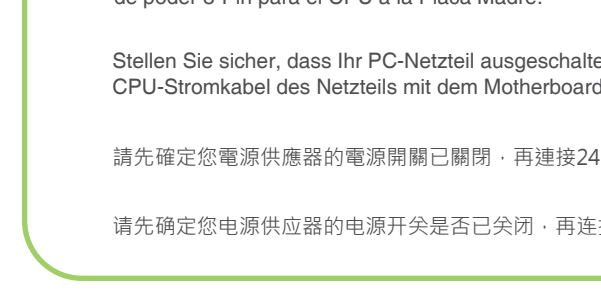 de poder 8 Pin para el CPU a la Placa Madre.
Stellen Sie sicher, dass Ihr PC-Netzteil ausgeschalte
CPU-Stromkabel des Netzteils mit dem Motherboard
請先確定您電源供應器的電源開關已關閉，再連接24
请先确定您电源供应器的电源开关是否已关闭，再连接